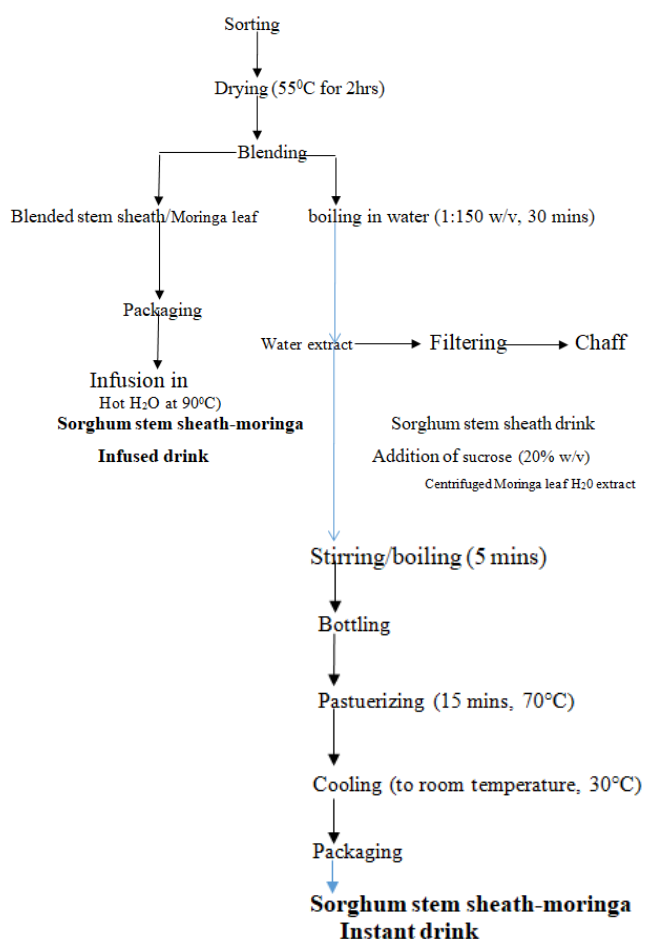 Sorting
Drying (55⁰C for 2hrs)
Blending
Blended stem sheath/Moringa leaf
boiling in water (1:150 w/v, 30 mins)
Packaging
Water extract
Filtering
Chaff
Infusion in
Hot H₂O at 90⁰C)
Sorghum stem sheath-moringa
Infused drink
Sorghum stem sheath drink
Addition of sucrose (20% w/v)
Centrifuged Moringa leaf H₂0 extract
Stirring/boiling (5 mins)
Bottling
Pastuerizing (15 mins, 70°C)
Cooling (to room temperature, 30°C)
Packaging
Sorghum stem sheath-moringa
Instant drink